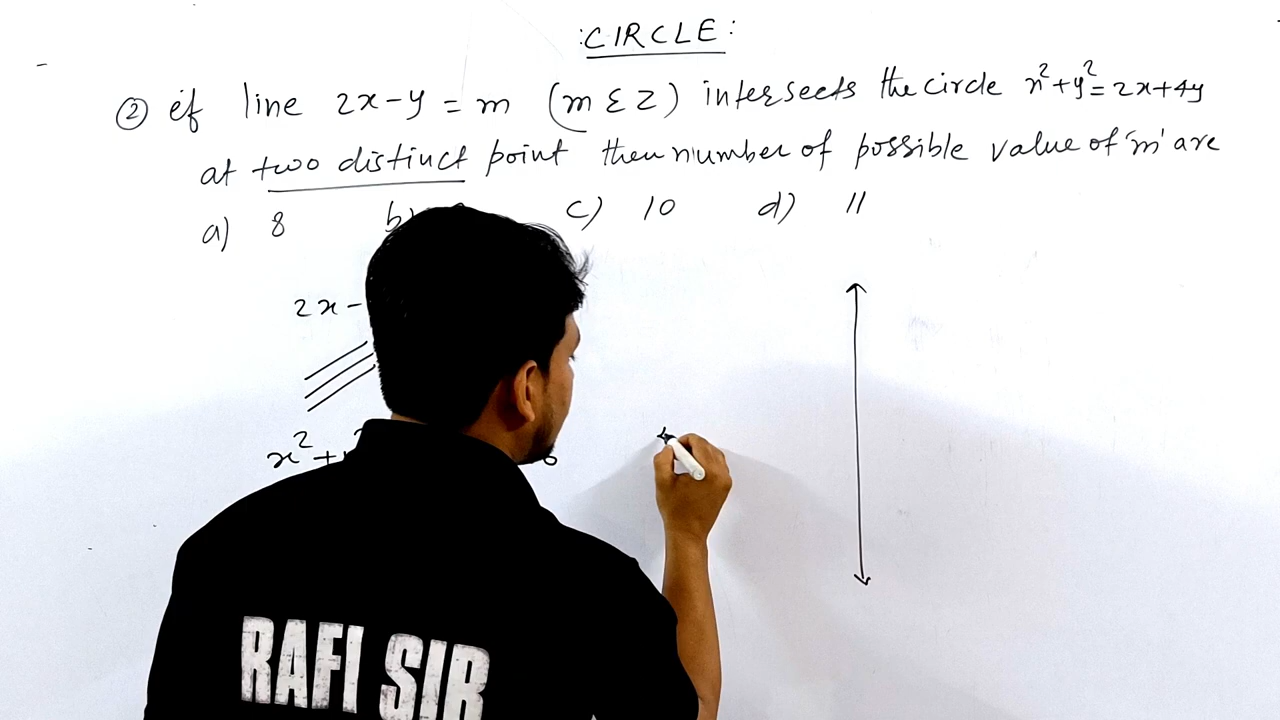 : CIRCLE :
② if line 2x-y = m (m Ɛ Z) intersects the circle x²+y²=2x+4y
at two distinct point then number of possible value of 'm' are
a) 8 b) c) 10 d) 11
2x-
x²+
RAFI SIR